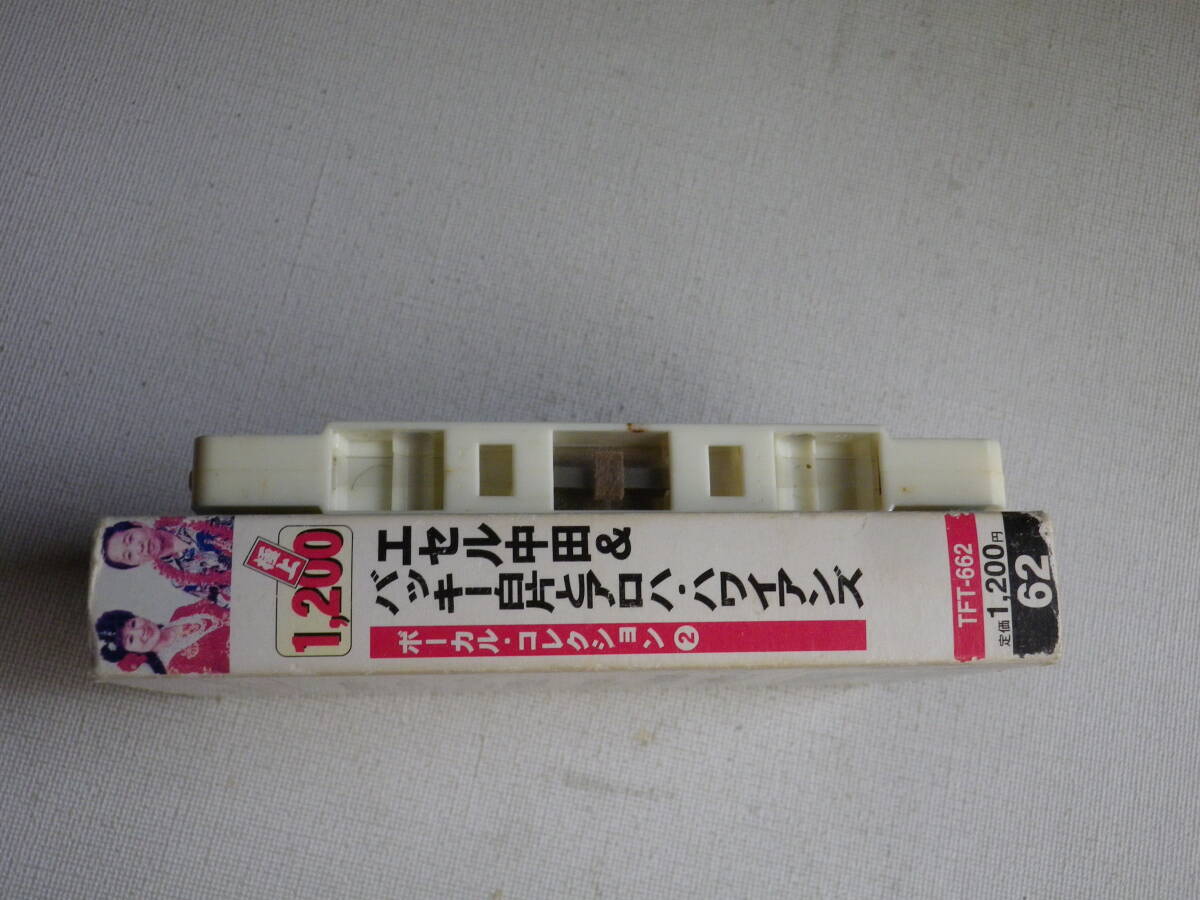 極上
1,200
エセル中田&
バッキー白片とアロハ・ハワイアンズ
ボーカル・コレクション②
TFT-662
定価1,200円
62